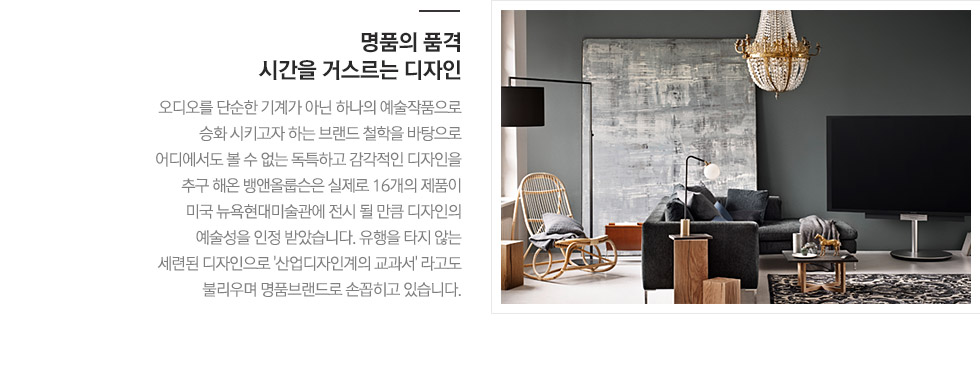 명품의 품격
시간을 거스르는 디자인
오디오를 단순한 기계가 아닌 하나의 예술작품으로
승화 시키고자 하는 브랜드 철학을 바탕으로
어디에서도 볼 수 없는 독특하고 감각적인 디자인을
추구 해온 뱅앤올룹슨은 실제로 16개의 제품이
미국 뉴욕현대미술관에 전시 될 만큼 디자인의
예술성을 인정 받았습니다. 유행을 타지 않는
세련된 디자인으로 '산업디자인계의 교과서' 라고도
불리우며 명품브랜드로 손꼽히고 있습니다.